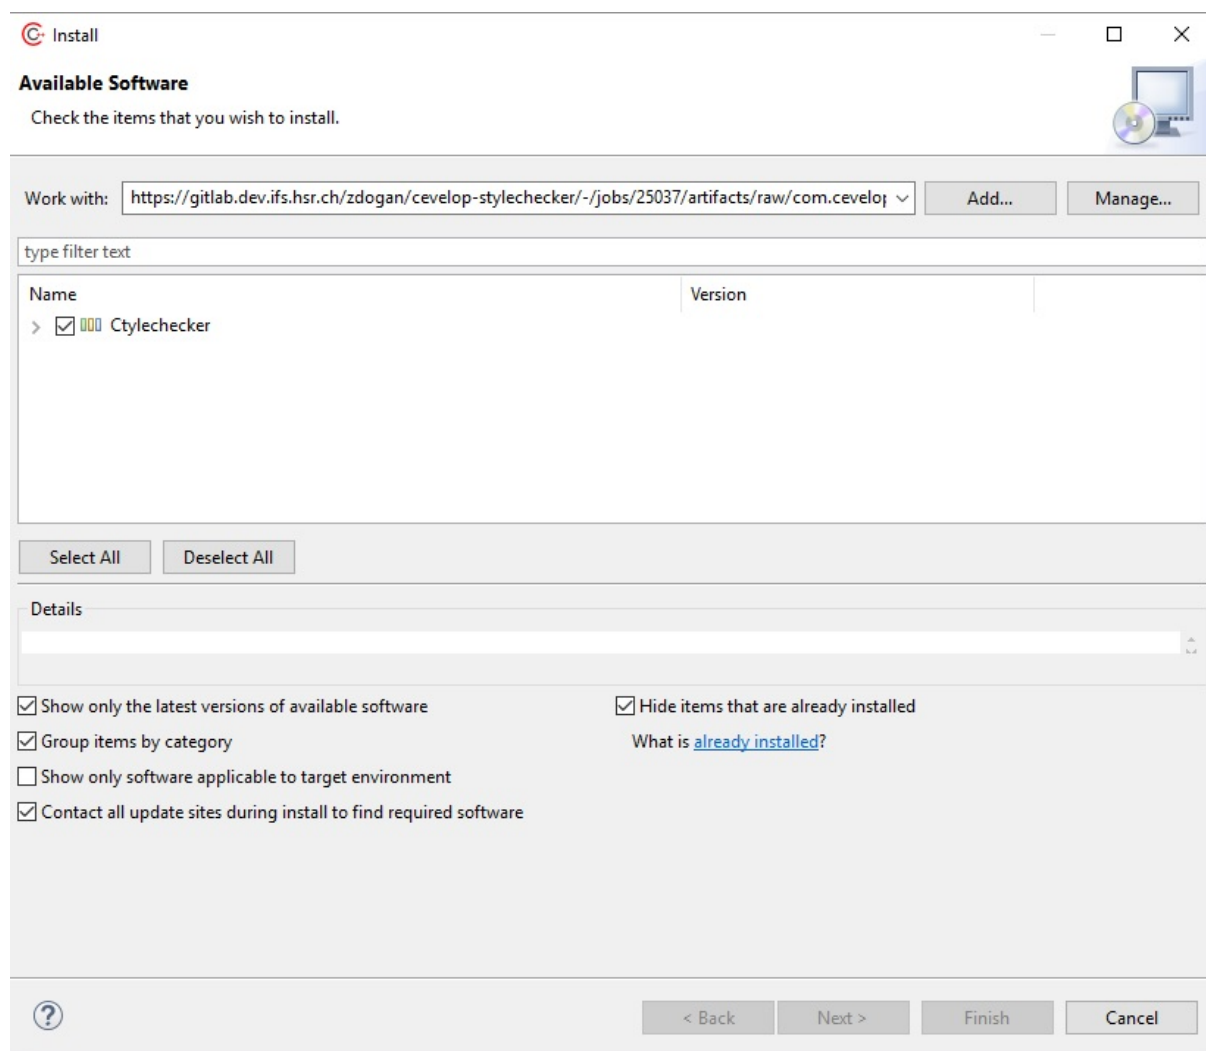 Install
Available Software
Check the items that you wish to install.
Work with: https://gitlab.dev.ifs.hsr.ch/zdogan/cevelop-stylechecker/-/jobs/25037/artifacts/raw/com.cevelop Add... Manage...
type filter text
Name Version
Ctylechecker
Select All Deselect All
Details
Show only the latest versions of available software Hide items that are already installed
Group items by category What is already installed?
Show only software applicable to target environment
Contact all update sites during install to find required software
< Back Next > Finish Cancel